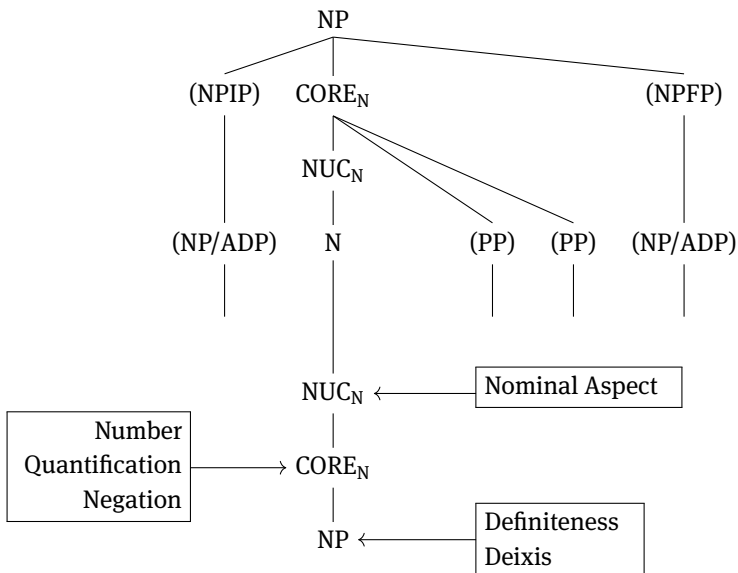 NP
(NPIP) CORE_N (NPFP)
NUC_N
(NP/ADP) N (PP) (PP) (NP/ADP)
NUC_N Nominal Aspect
Number
Quantification CORE_N
Negation
NP Definiteness
Deixis